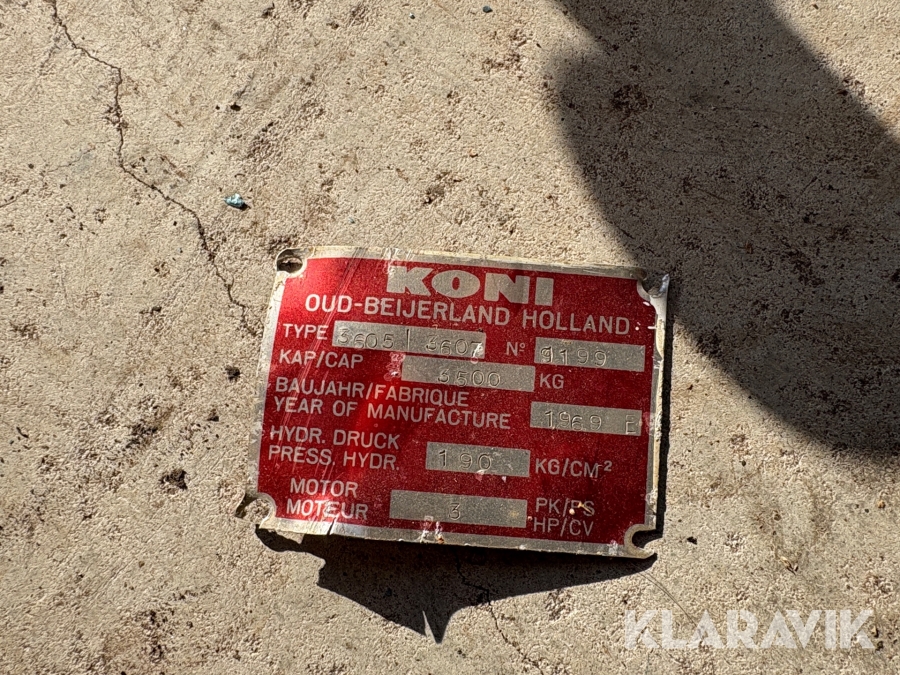 KONI
OUD-BEIJERLAND HOLLAND
TYPE 3605 / 3607 Nº 9199
KAP/CAP 3500 KG
BAUJAHR/FABRIQUE
YEAR OF MANUFACTURE 1969 E
HYDR. DRUCK
PRESS. HYDR. 190 KG/CM²
MOTOR
MOTEUR 3 PK/PS
HP/CV
KLARAVIK